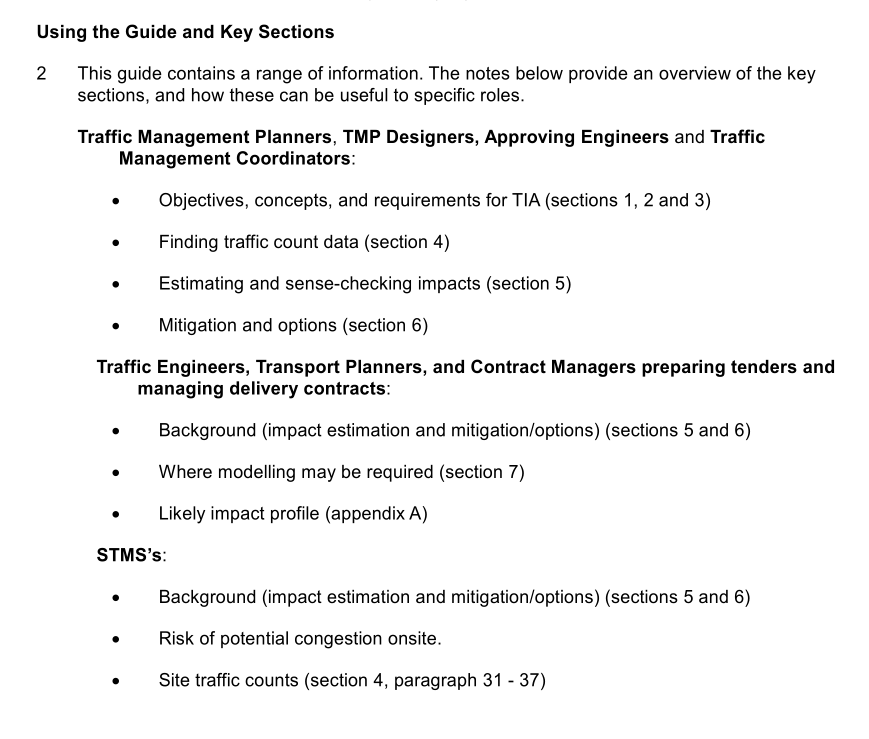 Using the Guide and Key Sections
2 This guide contains a range of information. The notes below provide an overview of the key
sections, and how these can be useful to specific roles.
Traffic Management Planners, TMP Designers, Approving Engineers and Traffic
Management Coordinators:
• Objectives, concepts, and requirements for TIA (sections 1, 2 and 3)
• Finding traffic count data (section 4)
• Estimating and sense-checking impacts (section 5)
• Mitigation and options (section 6)
Traffic Engineers, Transport Planners, and Contract Managers preparing tenders and
managing delivery contracts:
• Background (impact estimation and mitigation/options) (sections 5 and 6)
• Where modelling may be required (section 7)
• Likely impact profile (appendix A)
STMS’s:
• Background (impact estimation and mitigation/options) (sections 5 and 6)
• Risk of potential congestion onsite.
• Site traffic counts (section 4, paragraph 31 - 37)